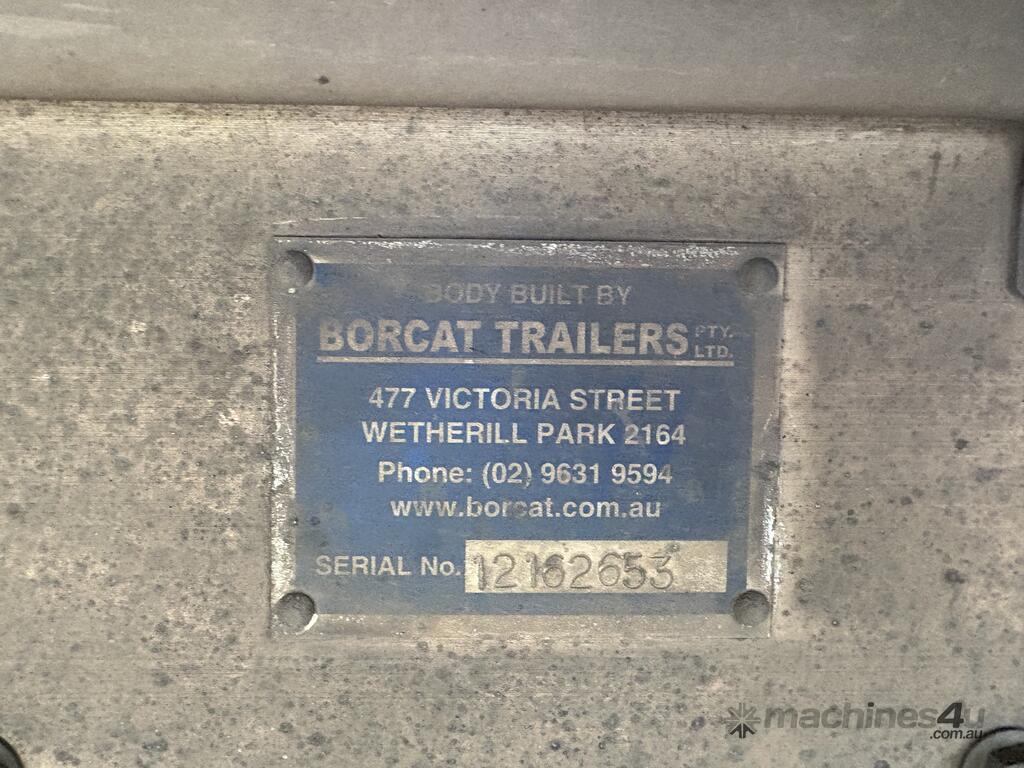 BODY BUILT BY
BORCAT TRAILERS PTY. LTD.
477 VICTORIA STREET
WETHERILL PARK 2164
Phone: (02) 9631 9594
www.borcat.com.au
SERIAL No. 12162653
machines4u
.com.au